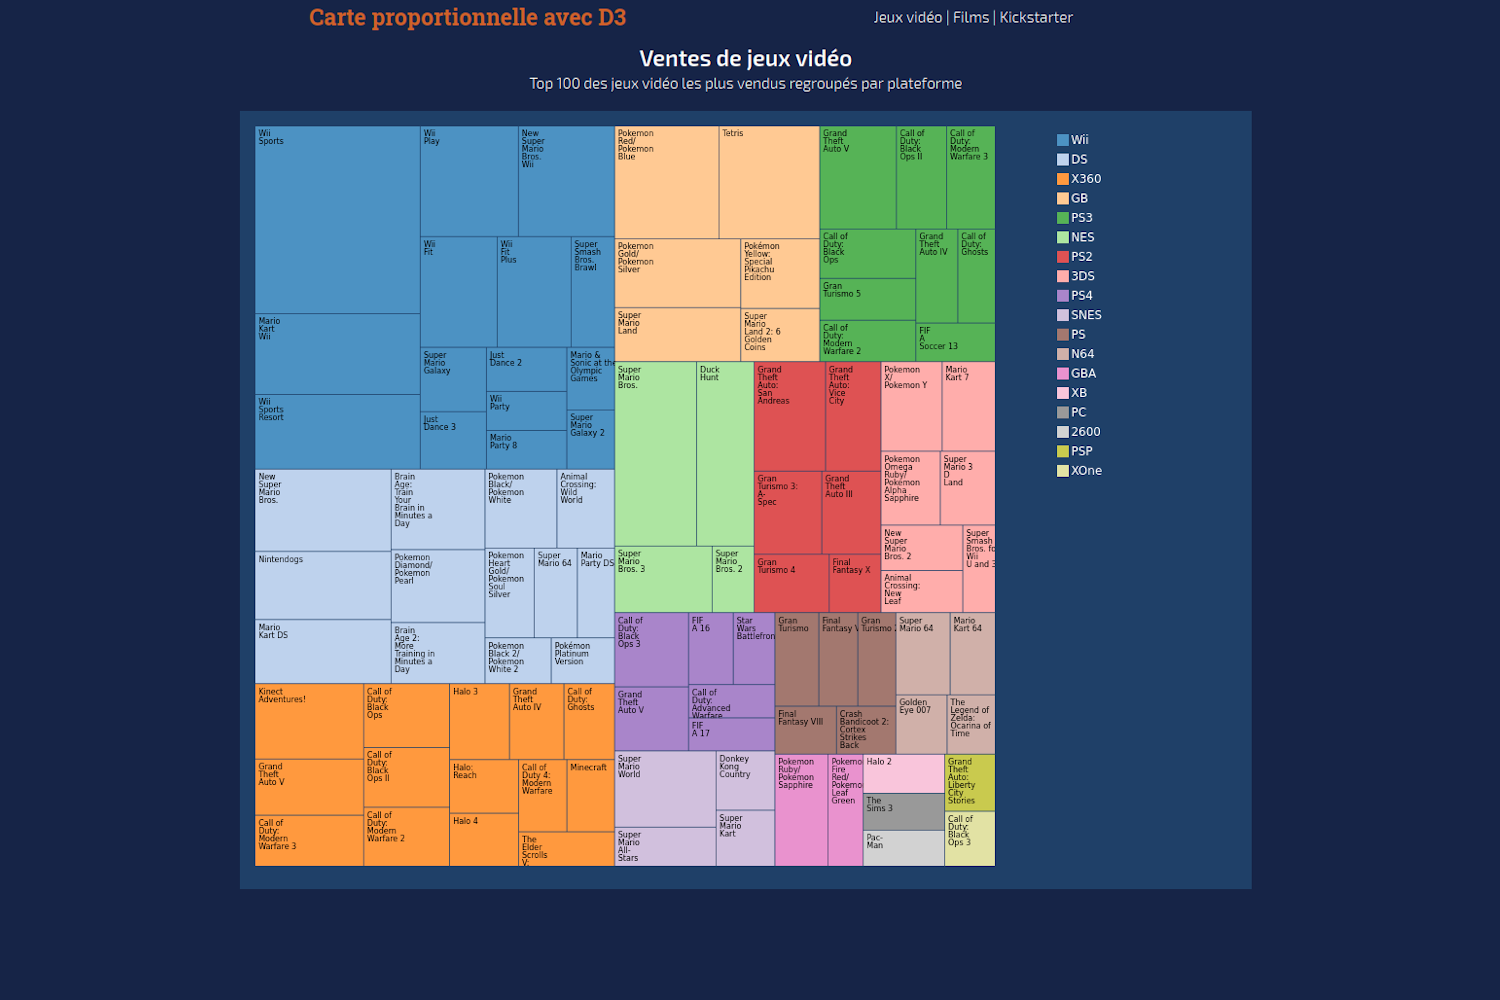 Carte proportionnelle avec D3
Jeux vidéo | Films | Kickstarter
Ventes de jeux vidéo
Top 100 des jeux vidéo les plus vendus regroupés par plateforme
Wii
Sports
Mario
Kart
Wii
Wii
Sports
Resort
Wii
Play
New
Super
Mario
Bros.
Wii
Wii
Fit
Wii
Fit
Plus
Super
Smash
Bros.
Brawl
Super
Mario
Galaxy
Just
Dance 3
Just
Dance 2
Wii
Party
Mario
Party 8
Mario &
Sonic at the
Olympic
Games
Super
Mario
Galaxy 2
New
Super
Mario
Bros.
Nintendogs
Mario
Kart DS
Brain
Age:
Train
Your
Brain in
Minutes a
Day
Pokemon
Diamond/
Pokemon
Pearl
Brain
Age 2:
More
Training in
Minutes a
Day
Pokemon
Black/
Pokemon
White
Animal
Crossing:
Wild
World
Pokemon
Heart
Gold/
Pokemon
Soul
Silver
Super
Mario 64
Mario
Party DS
Pokemon
Black 2/
Pokemon
White 2
Pokémon
Platinum
Version
Kinect
Adventures!
Grand
Theft
Auto V
Call of
Duty:
Modern
Warfare 3
Call of
Duty:
Black
Ops
Call of
Duty:
Black
Ops II
Call of
Duty:
Modern
Warfare 2
Halo 3
Grand
Theft
Auto IV
Call of
Duty:
Ghosts
Halo:
Reach
Halo 4
Call of
Duty 4:
Modern
Warfare
Minecraft
The
Elder
Scrolls
V:
Pokemon
Red/
Pokemon
Blue
Tetris
Pokemon
Gold/
Pokemon
Silver
Super
Mario
Land
Pokémon
Yellow:
Special
Pikachu
Edition
Super
Mario
Land 2: 6
Golden
Coins
Grand
Theft
Auto V
Call of
Duty:
Black
Ops II
Call of
Duty:
Modern
Warfare 3
Call of
Duty:
Black
Ops
Gran
Turismo 5
Call of
Duty:
Modern
Warfare 2
Grand
Theft
Auto IV
Call of
Duty:
Ghosts
FIF
A
Soccer 13
Super
Mario
Bros.
Duck
Hunt
Super
Mario
Bros. 3
Super
Mario
Bros. 2
Grand
Theft
Auto:
San
Andreas
Grand
Theft
Auto:
Vice
City
Gran
Turismo 3:
A-
Spec
Grand
Theft
Auto III
Gran
Turismo 4
Final
Fantasy X
Pokemon
X/
Pokemon Y
Mario
Kart 7
Pokemon
Omega
Ruby/
Pokémon
Alpha
Sapphire
Super
Mario 3
D
Land
New
Super
Mario
Bros. 2
Animal
Crossing:
New
Leaf
Super
Smash
Bros. fo
Wii
U and 3
Call of
Duty:
Black
Ops 3
Grand
Theft
Auto V
FIF
A 16
Star
Wars
Battlefron
Call of
Duty:
Advanced
Warfare
FIF
A 17
Super
Mario
World
Super
Mario
All-
Stars
Donkey
Kong
Country
Super
Mario
Kart
Gran
Turismo
Final
Fantasy V
Gran
Turismo 2
Final
Fantasy VIII
Crash
Bandicoot 2:
Cortex
Strikes
Back
Super
Mario 64
Mario
Kart 64
Golden
Eye 007
The
Legend of
Zelda:
Ocarina of
Time
Pokemon
Ruby/
Pokemon
Sapphire
Pokemo
Fire
Red/
Pokemo
Leaf
Green
Halo 2
The
Sims 3
Pac-
Man
Grand
Theft
Auto:
Liberty
City
Stories
Call of
Duty:
Black
Ops 3
Wii
DS
X360
GB
PS3
NES
PS2
3DS
PS4
SNES
PS
N64
GBA
XB
PC
2600
PSP
XOne